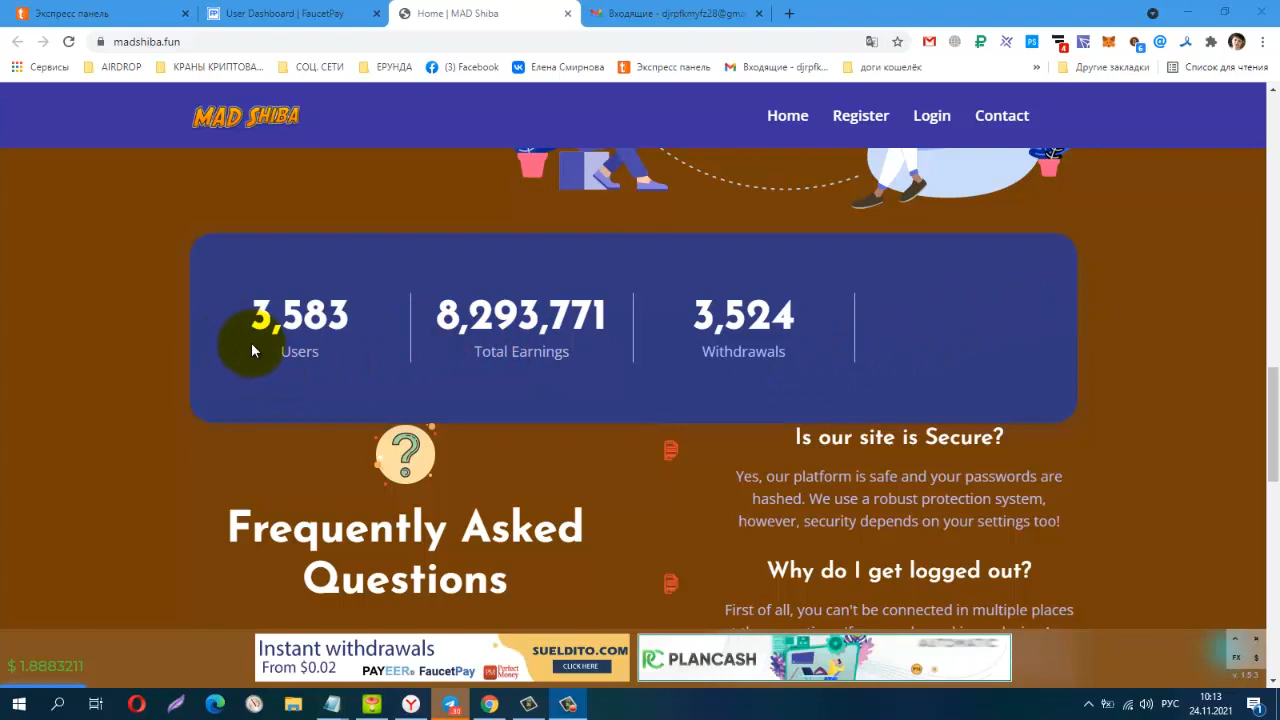 Экспресс панель
User Dashboard | FaucetPay
Home | MAD Shiba
Входящие - djrpfkmyfz28@gma
madshiba.fun
Сервисы
AIRDROP
КРАНЫ КРИПТОВА...
СОЦ. СЕТИ
ЕРУНДА
(3) Facebook
Елена Смирнова
Экспресс панель
Входящие - djrpfk...
доги кошелёк
Другие закладки
Список для чтения
MAD SHIBA
Home
Register
Login
Contact
3,583
Users
8,293,771
Total Earnings
3,524
Withdrawals
Frequently Asked
Questions
Is our site is Secure?
Yes, our platform is safe and your passwords are
hashed. We use a robust protection system,
however, security depends on your settings too!
Why do I get logged out?
First of all, you can't be connected in multiple places
$ 1.8883211
Instant withdrawals
From $0.02
PAYEER
FaucetPay
Perfect Money
SUELDITO.COM
CLICK HERE
PLANCASH
FX
$
v. 1.5.3
30
РУС
10:13
24.11.2021